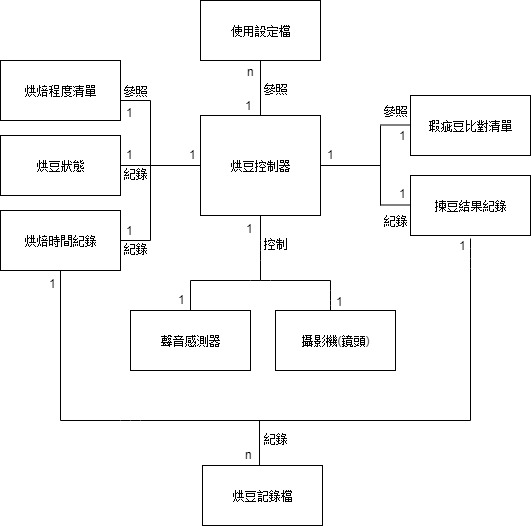 使用設定檔
n
參照
1
烘焙程度清單
參照
1
烘豆狀態
1
紀錄
1
烘豆控制器
1
參照
1
瑕疵豆比對清單
1
紀錄
揀豆結果紀錄
1
烘焙時間紀錄
1
紀錄
1
1
控制
1
聲音感測器
1
攝影機(鏡頭)
紀錄
n
烘豆記錄檔